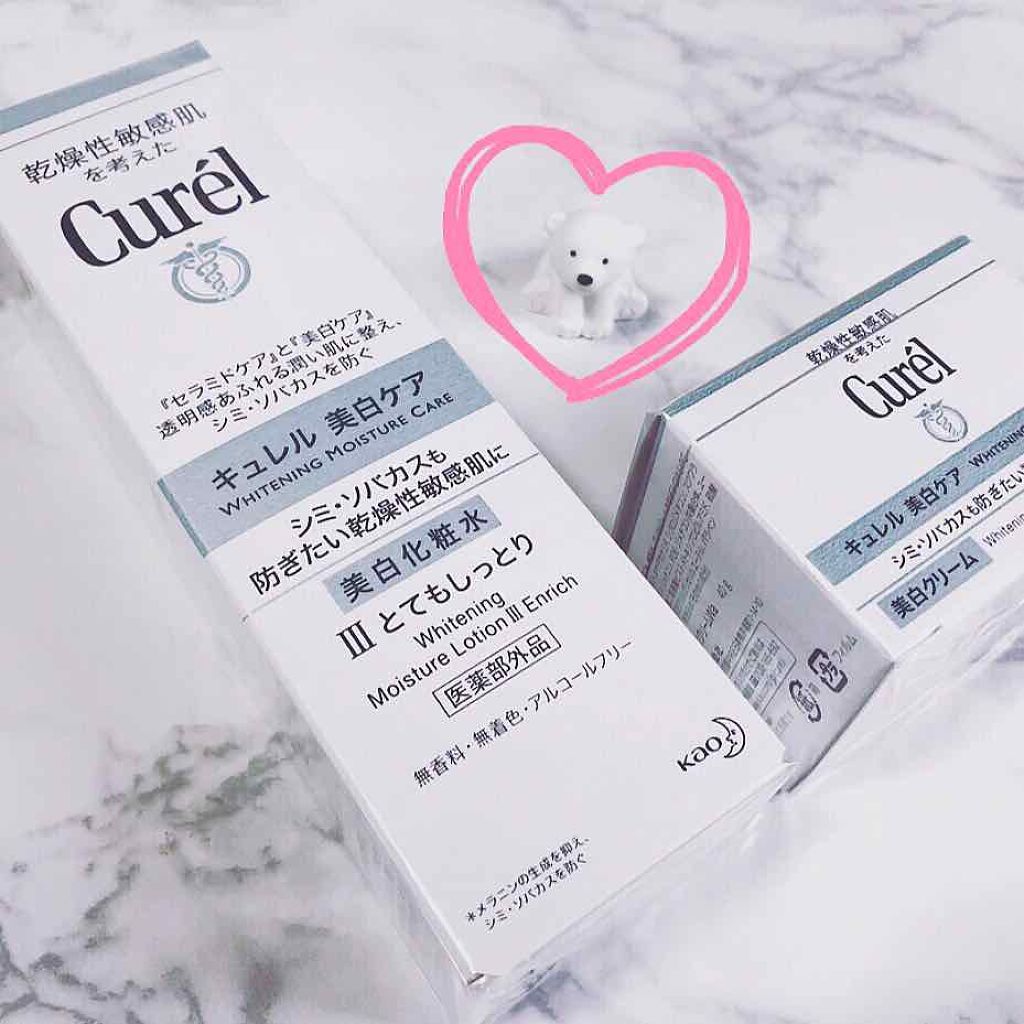 乾燥性敏感肌
を考えた
Curél
『セラミドケア』と『美白ケア』
透明感あふれる潤い肌に整え、
シミ・ソバカスを防ぐ
キュレル 美白ケア
WHITENING MOISTURE CARE
シミ・ソバカスも
防ぎたい乾燥性敏感肌に
美白化粧水
III とてもしっとり
Whitening
Moisture Lotion III Enrich
医薬部外品
無香料・無着色・アルコールフリー
Kao
*メラニンの生成を抑え、
シミ・ソバカスを防ぐ
乾燥性敏感肌
を考えた
Curél
キュレル 美白ケア WHITENING
シミ・ソバカスも防ぎたい
美白クリーム
フィルム